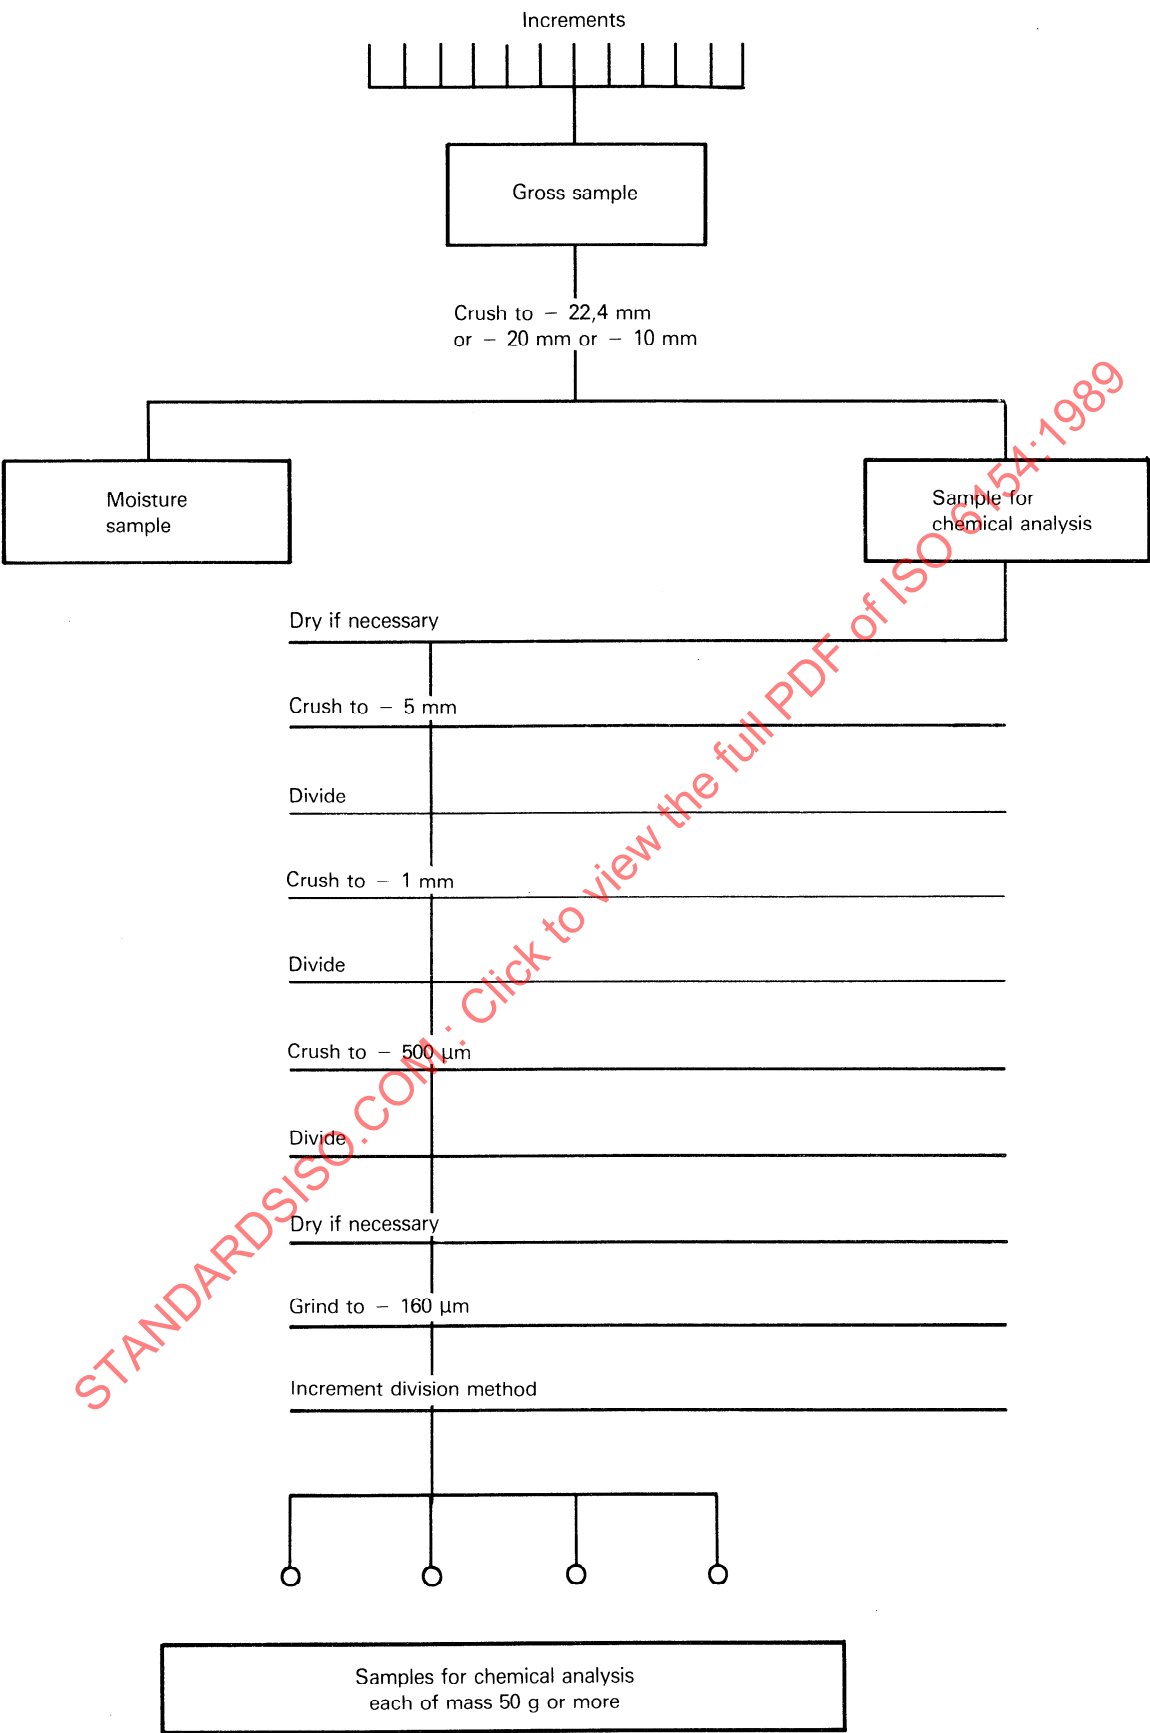 Increments
Gross sample
Crush to − 22,4 mm
or − 20 mm or − 10 mm
Moisture
sample
Sample for
chemical analysis
Dry if necessary
Crush to − 5 mm
Divide
Crush to − 1 mm
Divide
Crush to − 500 μm
Divide
Dry if necessary
Grind to − 160 μm
Increment division method
Samples for chemical analysis
each of mass 50 g or more
STANDARDSISO.COM : Click to view the full PDF of ISO 6154:1989